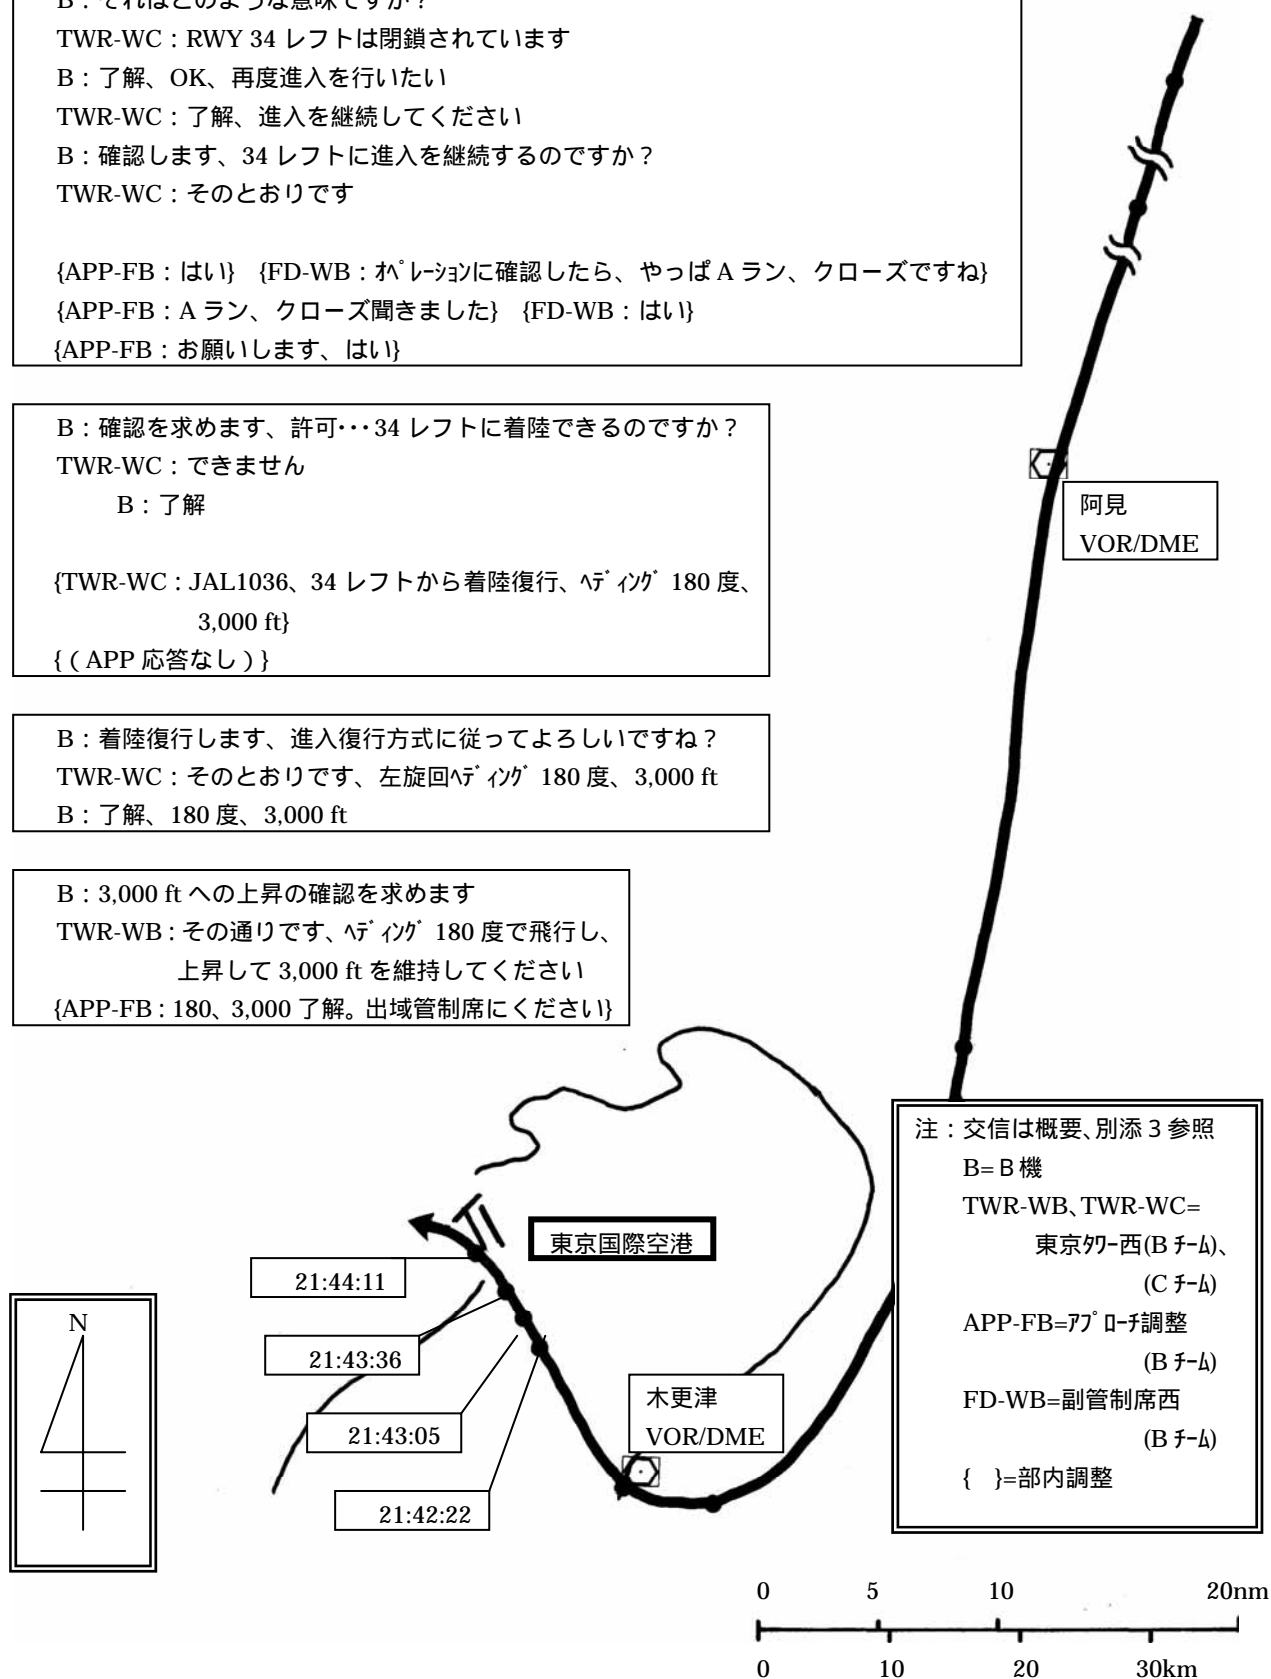 B：それはどのような意味ですか？
TWR-WC：RWY 34 レフトは閉鎖されています
B：了解、OK、再度進入を行いたい
TWR-WC：了解、進入を継続してください
B：確認します、34 レフトに進入を継続するのですか？
TWR-WC：そのとおりです
{APP-FB：はい} {FD-WB：ｵﾍﾟﾚｰｼｮﾝに確認したら、やっぱ A ラン、クローズですね}
{APP-FB：A ラン、クローズ聞きました} {FD-WB：はい}
{APP-FB：お願いします、はい}
B：確認を求めます、許可･･･34 レフトに着陸できるのですか？
TWR-WC：できません
B：了解
{TWR-WC：JAL1036、34 レフトから着陸復行、ﾍﾃﾞｨﾝｸﾞ 180 度、
3,000 ft}
{（APP 応答なし）}
B：着陸復行します、進入復行方式に従ってよろしいですね？
TWR-WC：そのとおりです、左旋回ﾍﾃﾞｨﾝｸﾞ 180 度、3,000 ft
B：了解、180 度、3,000 ft
B：3,000 ft への上昇の確認を求めます
TWR-WB：その通りです、ﾍﾃﾞｨﾝｸﾞ 180 度で飛行し、
上昇して 3,000 ft を維持してください
{APP-FB：180、3,000 了解。出域管制席にください}
阿見
VOR/DME
東京国際空港
21:44:11
21:43:36
21:43:05
21:42:22
木更津
VOR/DME
N
注：交信は概要、別添 3 参照
B=Ｂ機
TWR-WB、TWR-WC=
東京ﾀﾜｰ西(B ﾁｰﾑ)、
(C ﾁｰﾑ)
APP-FB=ｱﾌﾟﾛｰﾁ調整
(B ﾁｰﾑ)
FD-WB=副管制席西
(B ﾁｰﾑ)
{ }=部内調整
0 5 10 20nm
0 10 20 30km